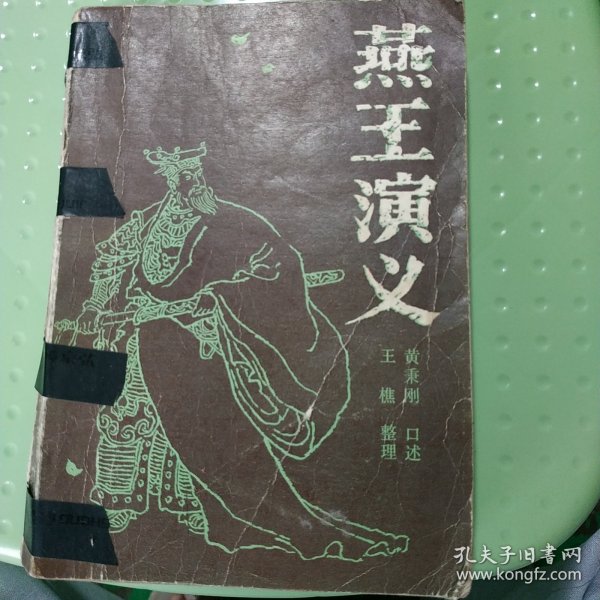 燕王演义
黄秉刚 口述
王樵 整理
孔夫子旧书网
www.kongfz.com